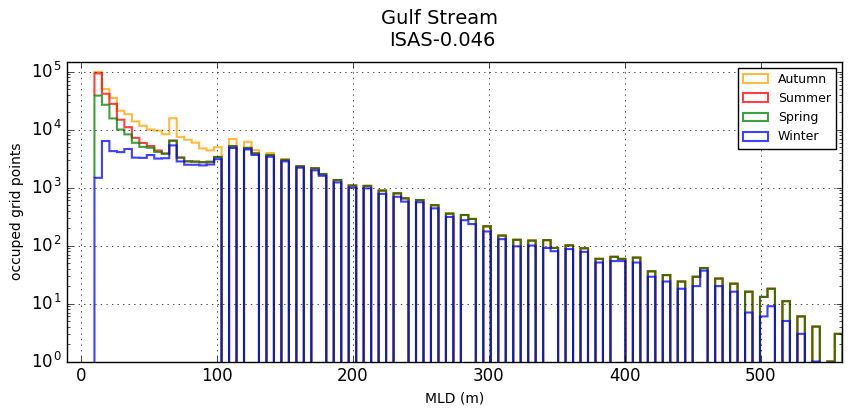 Gulf Stream
ISAS-0.046
Autumn
Summer
Spring
Winter
occuped grid points
10^5
10^4
10^3
10^2
10^1
10^0
0 100 200 300 400 500
MLD (m)